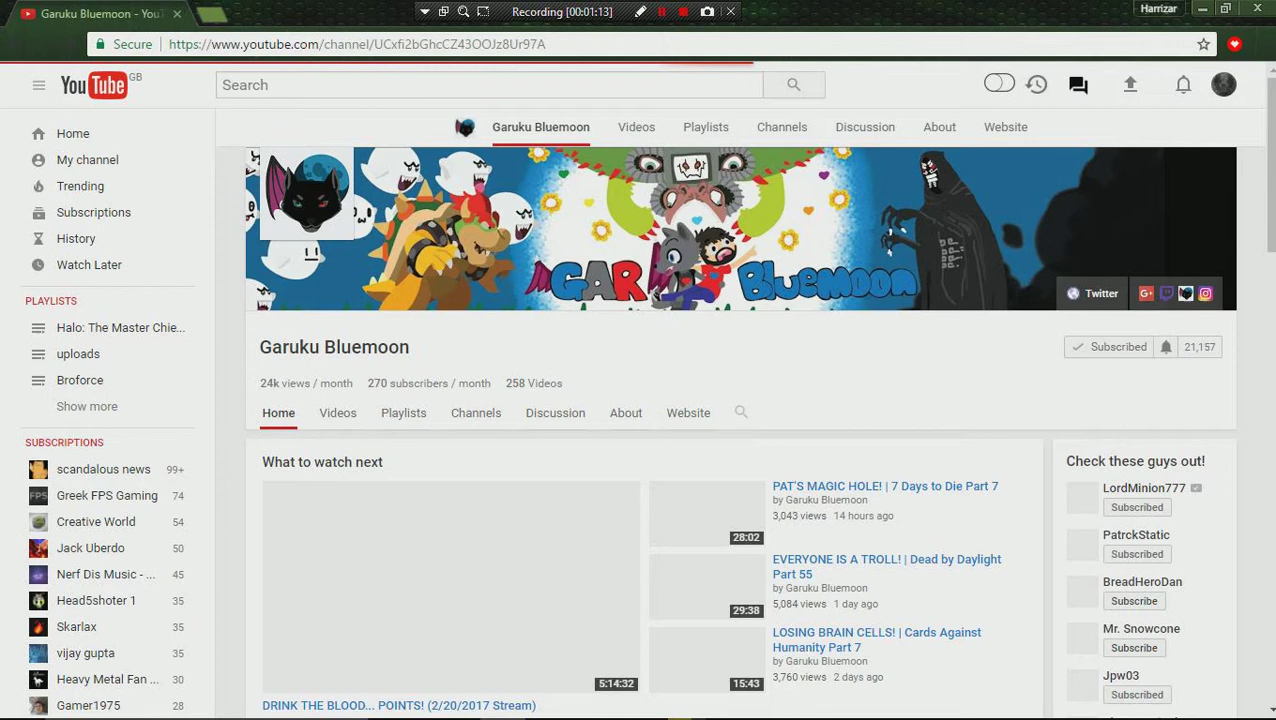 Garuku Bluemoon - You
Recording [00:01:13]
Harrizar
Secure
https://www.youtube.com/channel/UCxfi2bGhcCZ43OOJz8Ur97A
YouTube GB
Search
Garuku Bluemoon
Videos
Playlists
Channels
Discussion
About
Website
Home
My channel
Trending
Subscriptions
History
Watch Later
PLAYLISTS
Halo: The Master Chie...
uploads
Broforce
Show more
SUBSCRIPTIONS
scandalous news 99+
Greek FPS Gaming 74
Creative World 54
Jack Uberdo 50
Nerf Dis Music - ... 45
Head5shoter 1 35
Skarlax 35
vijay gupta 35
Heavy Metal Fan ... 30
Gamer1975 28
GAR Bluemoon
Twitter
Garuku Bluemoon
Subscribed 21,157
24k views / month 270 subscribers / month 258 Videos
Home Videos Playlists Channels Discussion About Website
What to watch next
5:14:32
DRINK THE BLOOD... POINTS! (2/20/2017 Stream)
28:02
PAT'S MAGIC HOLE! | 7 Days to Die Part 7
by Garuku Bluemoon
3,043 views 14 hours ago
29:38
EVERYONE IS A TROLL! | Dead by Daylight
Part 55
by Garuku Bluemoon
5,084 views 1 day ago
15:43
LOSING BRAIN CELLS! | Cards Against
Humanity Part 7
by Garuku Bluemoon
3,760 views 2 days ago
Check these guys out!
LordMinion777
Subscribed
PatrckStatic
Subscribed
BreadHeroDan
Subscribe
Mr. Snowcone
Subscribe
Jpw03
Subscribed